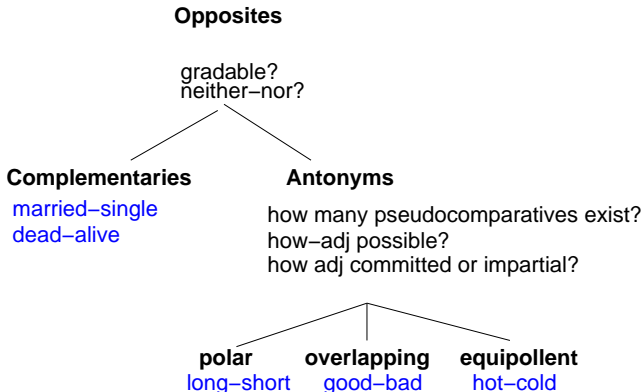 Opposites
gradable?
neither−nor?
Complementaries
married−single
dead−alive
Antonyms
how many pseudocomparatives exist?
how−adj possible?
how adj committed or impartial?
polar
long−short
overlapping
good−bad
equipollent
hot−cold